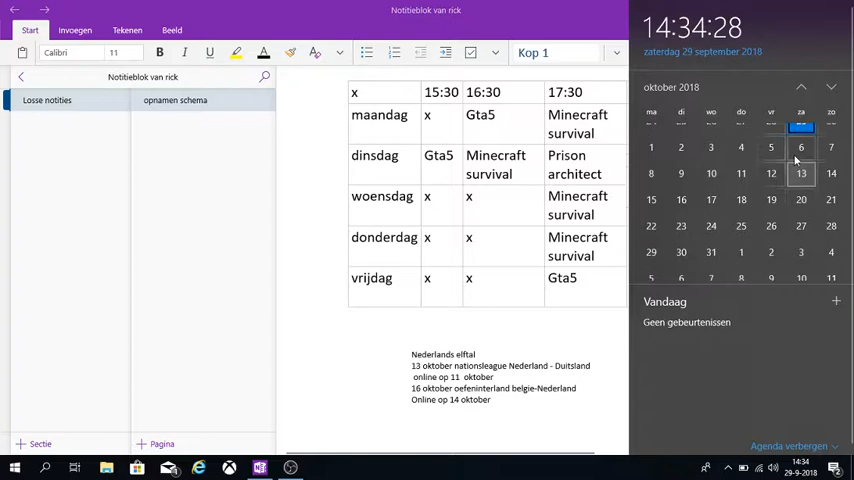 Notitieblok van rick
Start Invoegen Tekenen Beeld
Calibri 11 B I U A Kop 1
Notitieblok van rick
Losse notities
opnamen schema
x 15:30 16:30 17:30
maandag x Gta5 Minecraft
survival
dinsdag Gta5 Minecraft Prison
survival architect
woensdag x x Minecraft
survival
donderdag x x Minecraft
survival
vrijdag x x Gta5
Nederlands elftal
13 oktober nationsleague Nederland - Duitsland
online op 11 oktober
16 oktober oefeninterland belgie-Nederland
Online op 14 oktober
+ Sectie
+ Pagina
14:34:28
zaterdag 29 september 2018
oktober 2018
ma di wo do vr za zo
1 2 3 4 5 6 7
8 9 10 11 12 13 14
15 16 17 18 19 20 21
22 23 24 25 26 27 28
29 30 31 1 2 3 4
5 6 7 8 9 10 11
Vandaag +
Geen gebeurtenissen
Agenda verbergen
14:34
29-9-2018